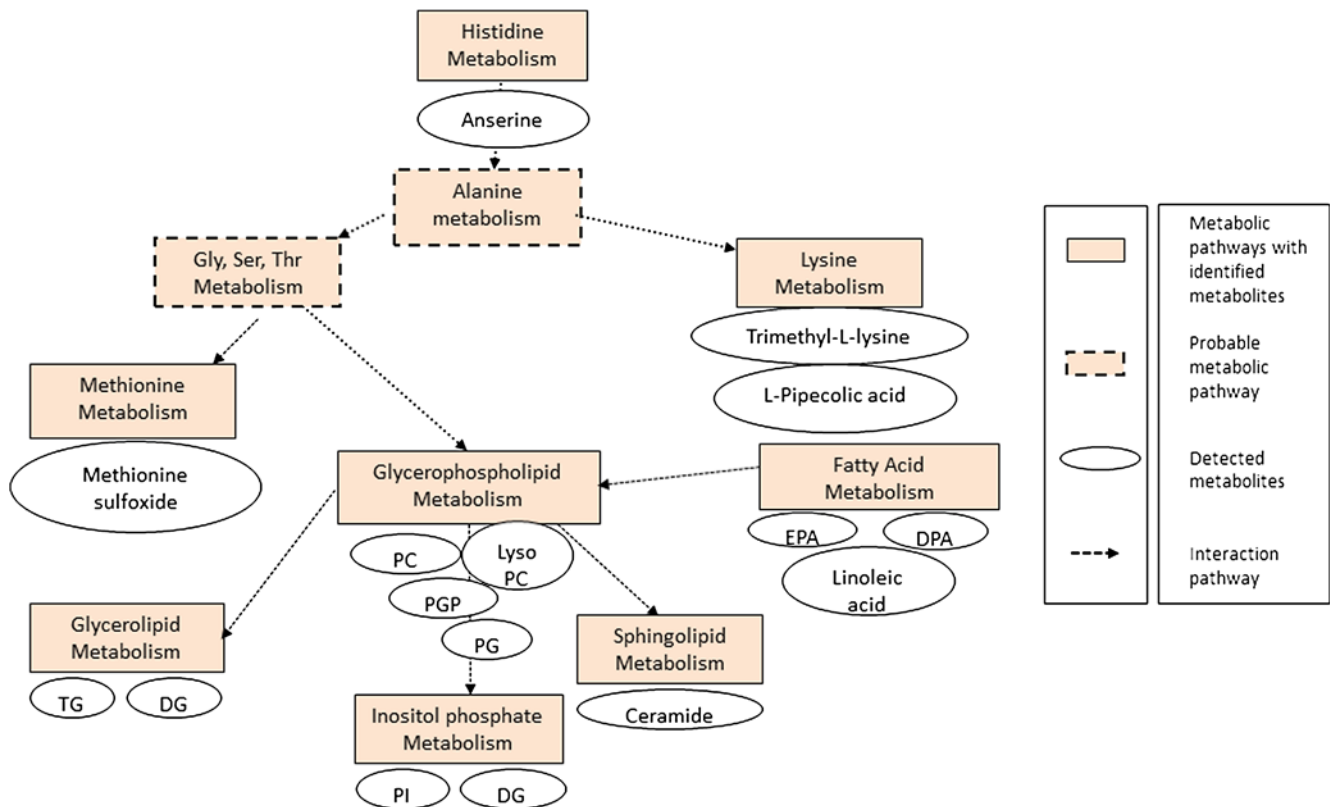 Histidine
Metabolism
Anserine
Alanine
metabolism
Gly, Ser, Thr
Metabolism
Lysine
Metabolism
Trimethyl-L-lysine
L-Pipecolic acid
Methionine
Metabolism
Methionine
sulfoxide
Glycerophospholipid
Metabolism
Fatty Acid
Metabolism
EPA
DPA
Linoleic
acid
PC
Lyso
PC
PGP
PG
Glycerolipid
Metabolism
TG
DG
Sphingolipid
Metabolism
Ceramide
Inositol phosphate
Metabolism
PI
DG
Metabolic
pathways with
identified
metabolites
Probable
metabolic
pathway
Detected
metabolites
Interaction
pathway